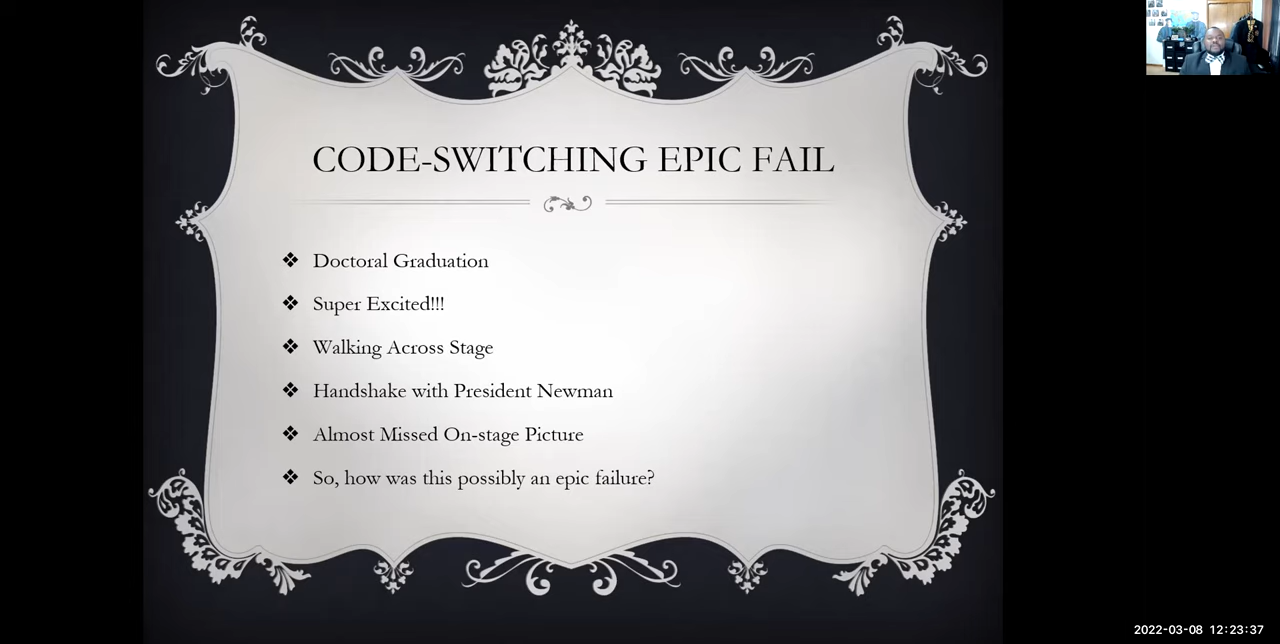 CODE-SWITCHING EPIC FAIL
❖ Doctoral Graduation
❖ Super Excited!!!
❖ Walking Across Stage
❖ Handshake with President Newman
❖ Almost Missed On-stage Picture
❖ So, how was this possibly an epic failure?
2022-03-08 12:23:37